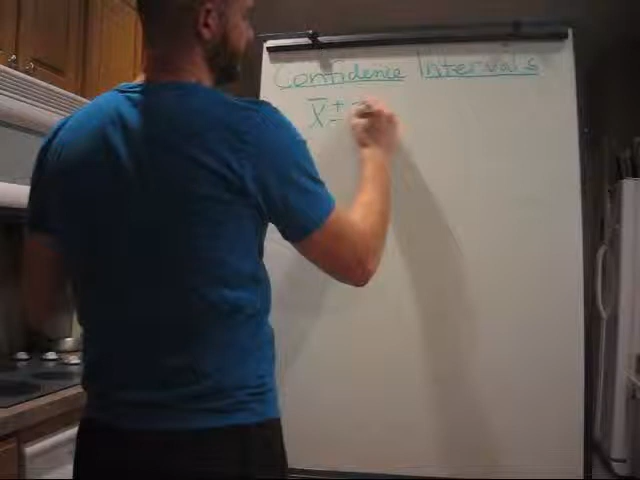 Confidence Intervals
X̄ ±